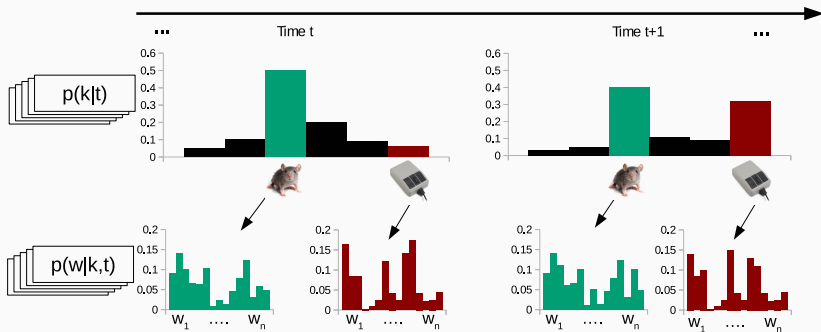 ... Time t Time t+1 ...
0.6 0.6
0.5 0.5
p(k|t) 0.4 0.4
0.3 0.3
0.2 0.2
0.1 0.1
0 0
0.2 0.2 0.2 0.2
0.15 0.15 0.15 0.15
p(w|k,t) 0.1 0.1 0.1 0.1
0.05 0.05 0.05 0.05
0 0 0 0
w1 .... wn w1 .... wn w1 .... wn w1 .... wn